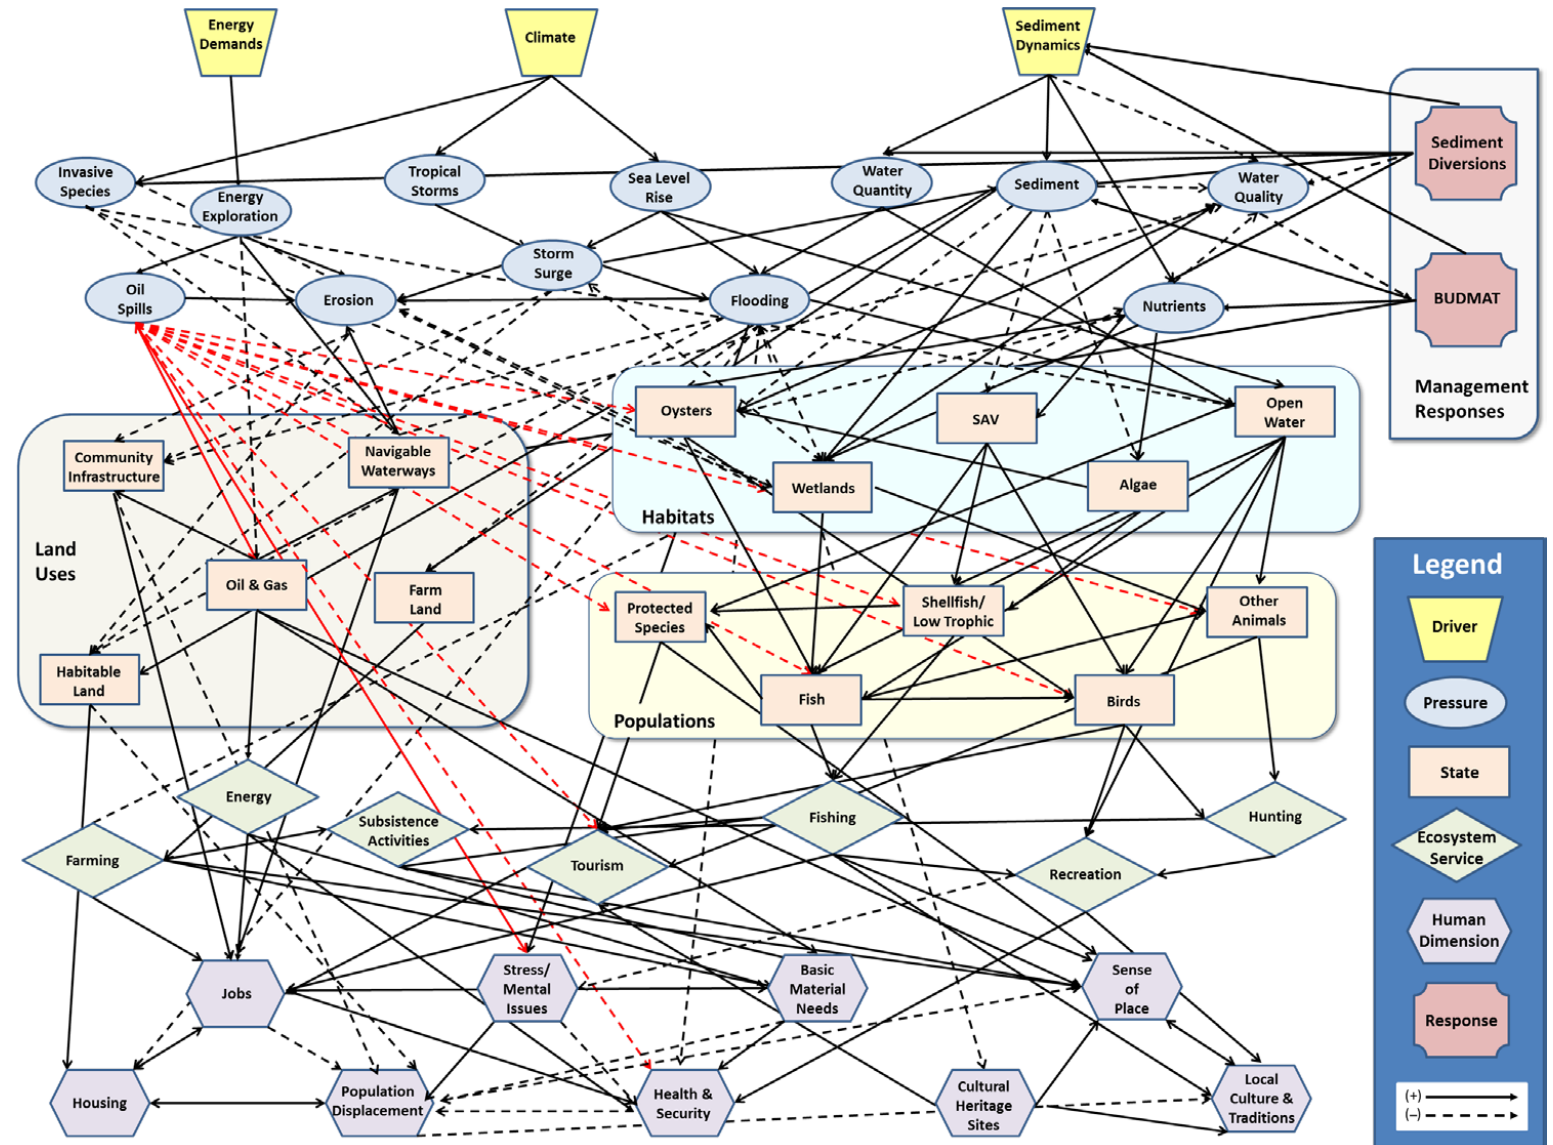 Energy
Demands
Climate
Sediment
Dynamics
Sediment
Diversions
Invasive
Species
Tropical
Storms
Sea Level
Rise
Water
Quantity
Sediment
Water
Quality
Energy
Exploration
Storm
Surge
Oil
Spills
Erosion
Flooding
Nutrients
BUDMAT
Management
Responses
Oysters
SAV
Open
Water
Community
Infrastructure
Navigable
Waterways
Wetlands
Algae
Habitats
Land
Uses
Oil & Gas
Farm
Land
Protected
Species
Shellfish/
Low Trophic
Other
Animals
Habitable
Land
Fish
Birds
Populations
Energy
Subsistence
Activities
Fishing
Hunting
Farming
Tourism
Recreation
Jobs
Stress/
Mental
Issues
Basic
Material
Needs
Sense
of
Place
Housing
Population
Displacement
Health &
Security
Cultural
Heritage
Sites
Local
Culture &
Traditions
Legend
Driver
Pressure
State
Ecosystem
Service
Human
Dimension
Response
(+)
(–)